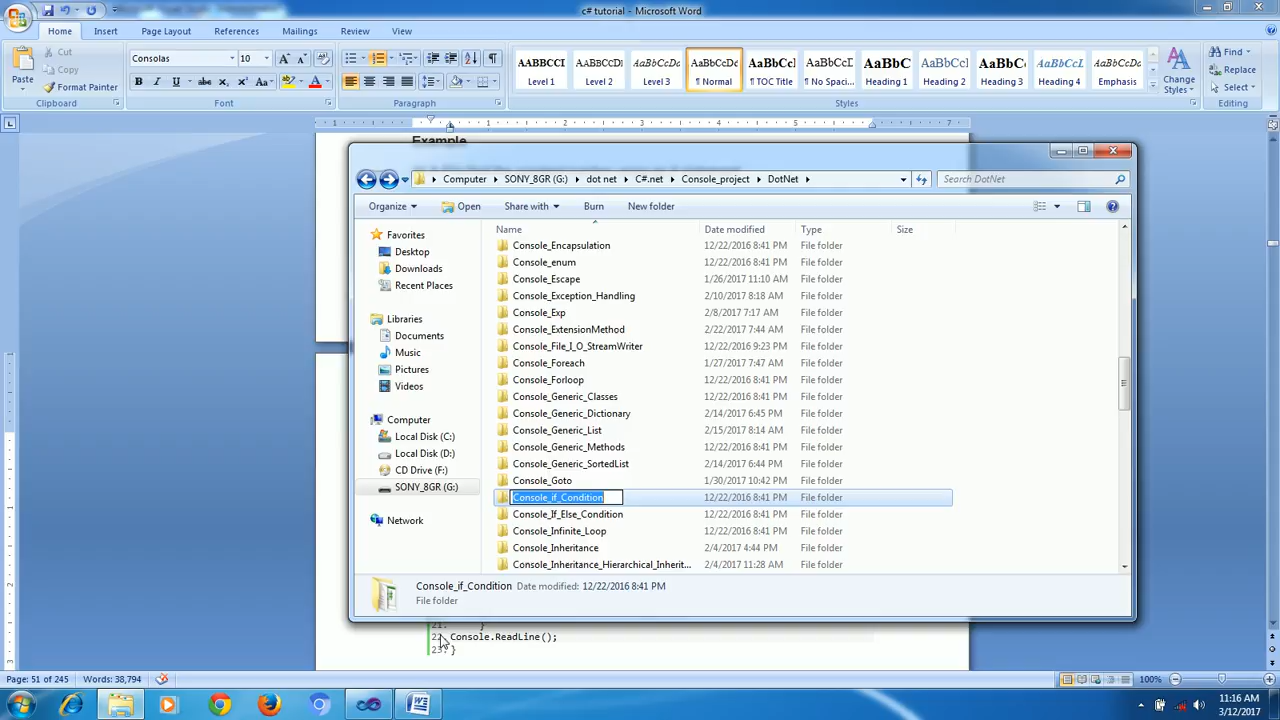 c# tutorial - Microsoft Word
Home Insert Page Layout References Mailings Review View
Paste
Cut
Copy
Format Painter
Clipboard
Consolas 10
Font
Paragraph
AABBCCI AABBCCD AaBbCcDd AaBbCcDd AaBbCcl AaBbCcI AaBbC AaBbCcI AaBbCc AaBbCcL AaBbCcDc
Level 1 Level 2 Level 3 ¶ Normal ¶ TOC Title ¶ No Spaci... Heading 1 Heading 2 Heading 3 Heading 4 Emphasis
Styles
Change
Styles
Find
Replace
Select
Editing
Example
Computer SONY_8GR (G:) dot net C#.net Console_project DotNet
Search DotNet
Organize Open Share with Burn New folder
Favorites
Desktop
Downloads
Recent Places
Libraries
Documents
Music
Pictures
Videos
Computer
Local Disk (C:)
Local Disk (D:)
CD Drive (F:)
SONY_8GR (G:)
Network
Name Date modified Type Size
Console_Encapsulation 12/22/2016 8:41 PM File folder
Console_enum 12/22/2016 8:41 PM File folder
Console_Escape 1/26/2017 11:10 AM File folder
Console_Exception_Handling 2/10/2017 8:18 AM File folder
Console_Exp 2/8/2017 7:17 AM File folder
Console_ExtensionMethod 2/22/2017 7:44 AM File folder
Console_File_I_O_StreamWriter 12/22/2016 9:23 PM File folder
Console_Foreach 1/27/2017 7:47 AM File folder
Console_Forloop 12/22/2016 8:41 PM File folder
Console_Generic_Classes 12/22/2016 8:41 PM File folder
Console_Generic_Dictionary 2/14/2017 6:45 PM File folder
Console_Generic_List 2/15/2017 8:14 AM File folder
Console_Generic_Methods 12/22/2016 8:41 PM File folder
Console_Generic_SortedList 2/14/2017 6:44 PM File folder
Console_Goto 1/30/2017 10:42 PM File folder
Console_if_Condition 12/22/2016 8:41 PM File folder
Console_If_Else_Condition 12/22/2016 8:41 PM File folder
Console_Infinite_Loop 12/22/2016 8:41 PM File folder
Console_Inheritance 2/4/2017 4:44 PM File folder
Console_Inheritance_Hierarchical_Inherit... 2/4/2017 11:28 AM File folder
Console_if_Condition Date modified: 12/22/2016 8:41 PM
File folder
21. }
22. Console.ReadLine();
23. }
Page: 51 of 245 Words: 38,794
100%
11:16 AM
3/12/2017